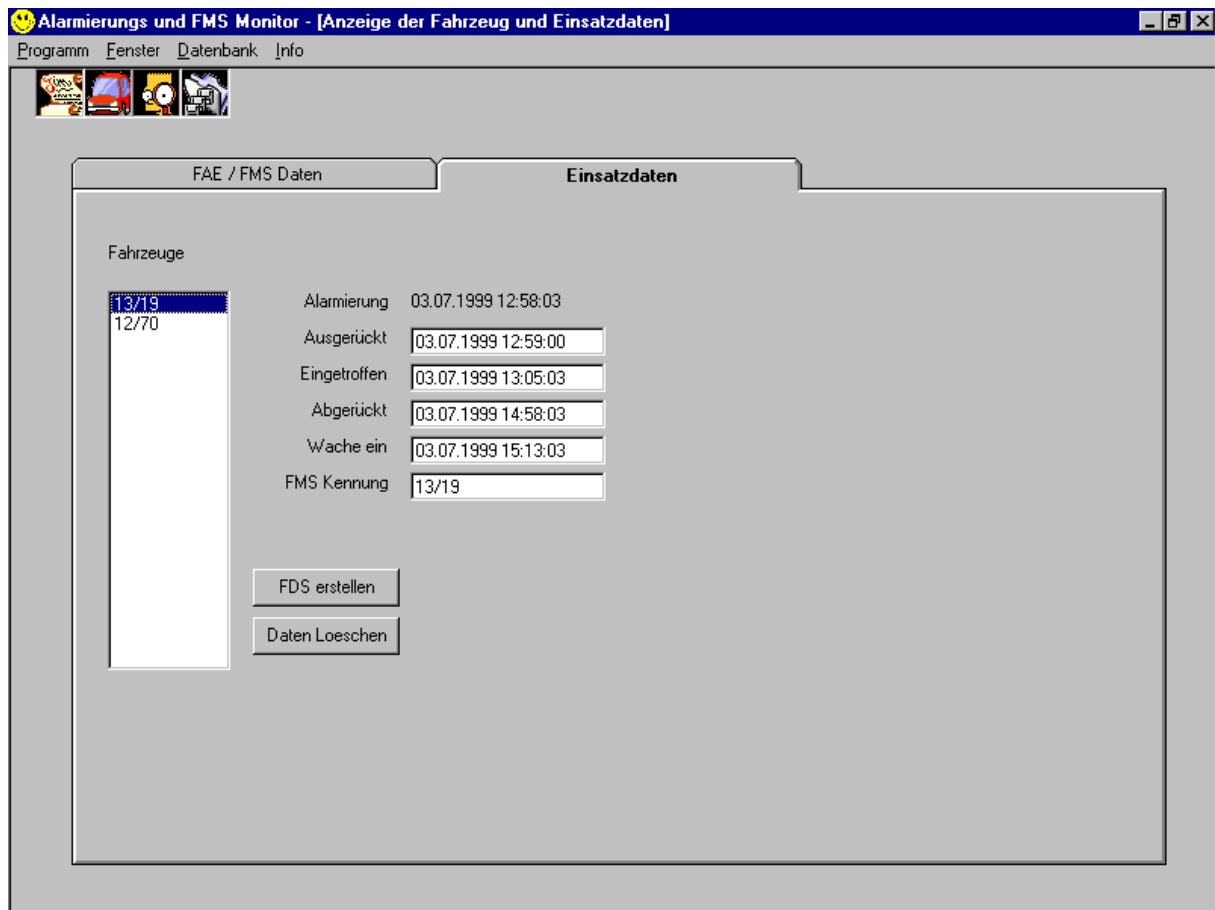 Alarmierungs und FMS Monitor - [Anzeige der Fahrzeug und Einsatzdaten]
Programm Fenster Datenbank Info
FAE / FMS Daten Einsatzdaten
Fahrzeuge
13/19
12/70
Alarmierung 03.07.1999 12:58:03
Ausgerückt 03.07.1999 12:59:00
Eingetroffen 03.07.1999 13:05:03
Abgerückt 03.07.1999 14:58:03
Wache ein 03.07.1999 15:13:03
FMS Kennung 13/19
FDS erstellen
Daten Loeschen